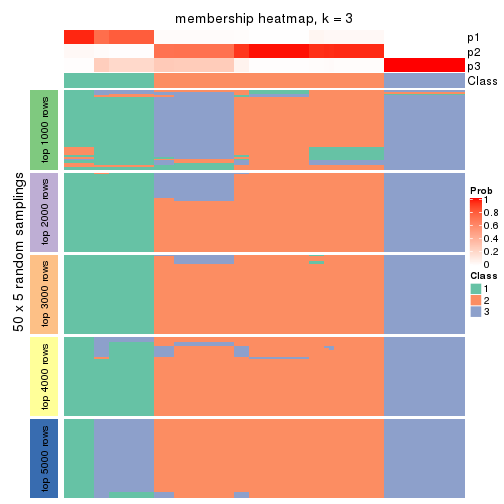 membership heatmap, k = 3
p1
p2
p3
Class
50 x 5 random samplings
top 1000 rows
top 2000 rows
top 3000 rows
top 4000 rows
top 5000 rows
Prob
1
0.8
0.6
0.4
0.2
0
Class
1
2
3